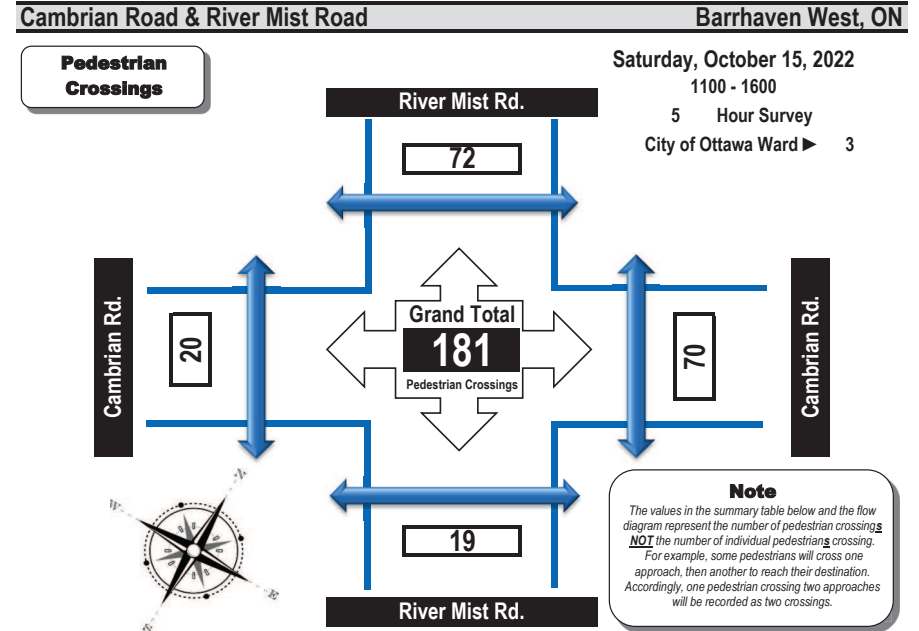 Cambrian Road & River Mist Road Barrhaven West, ON
Pedestrian
Crossings
Saturday, October 15, 2022
1100 - 1600
5 Hour Survey
City of Ottawa Ward ► 3
River Mist Rd.
72
Cambrian Rd.
20
Grand Total
181
Pedestrian Crossings
70
Cambrian Rd.
N
W
E
S
19
River Mist Rd.
Note
The values in the summary table below and the flow
diagram represent the number of pedestrian crossings
NOT the number of individual pedestrians crossing.
For example, some pedestrians will cross one
approach, then another to reach their destination.
Accordingly, one pedestrian crossing two approaches
will be recorded as two crossings.